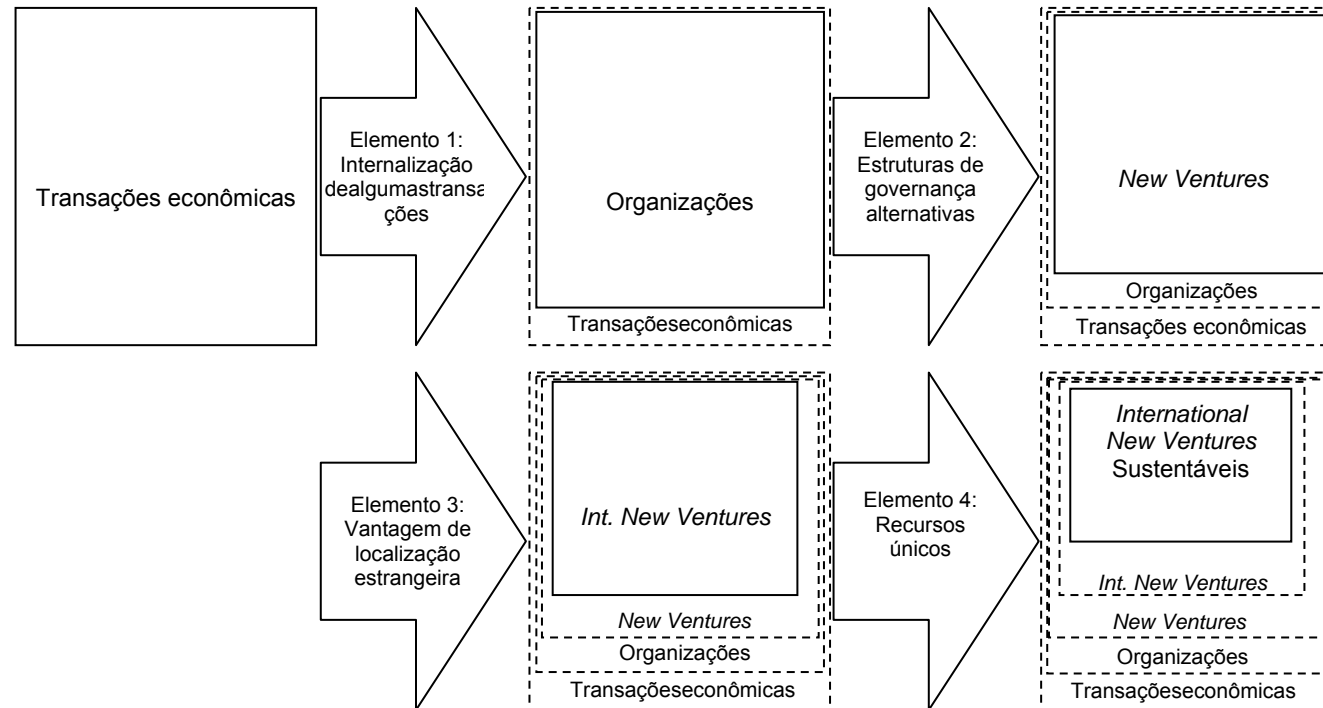 Transações econômicas
Elemento 1:
Internalização
dealgumastransa
ções
Organizações
Transaçõeseconômicas
Elemento 2:
Estruturas de
governança
alternativas
New Ventures
Organizações
Transações econômicas
Elemento 3:
Vantagem de
localização
estrangeira
Int. New Ventures
New Ventures
Organizações
Transaçõeseconômicas
Elemento 4:
Recursos
únicos
International
New Ventures
Sustentáveis
Int. New Ventures
New Ventures
Organizações
Transaçõeseconômicas